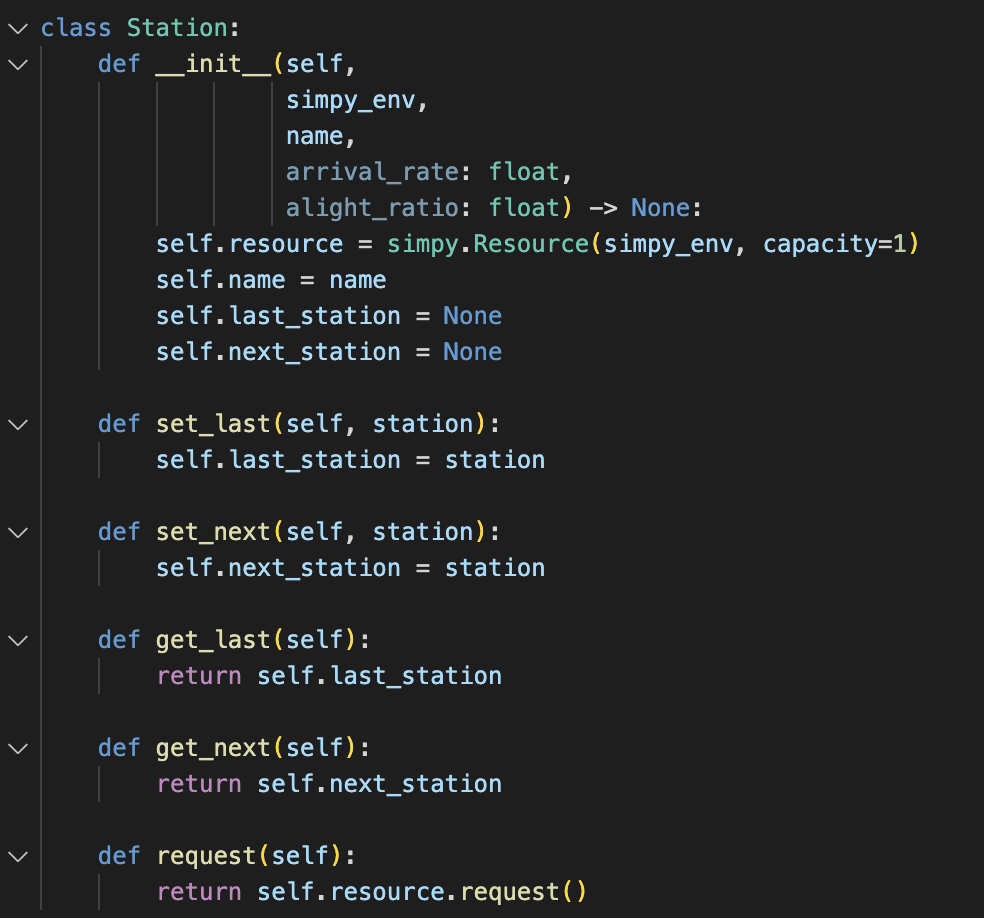 class Station:
    def __init__(self,
                 simpy_env,
                 name,
                 arrival_rate: float,
                 alight_ratio: float) -> None:
        self.resource = simpy.Resource(simpy_env, capacity=1)
        self.name = name
        self.last_station = None
        self.next_station = None

    def set_last(self, station):
        self.last_station = station

    def set_next(self, station):
        self.next_station = station

    def get_last(self):
        return self.last_station

    def get_next(self):
        return self.next_station

    def request(self):
        return self.resource.request()